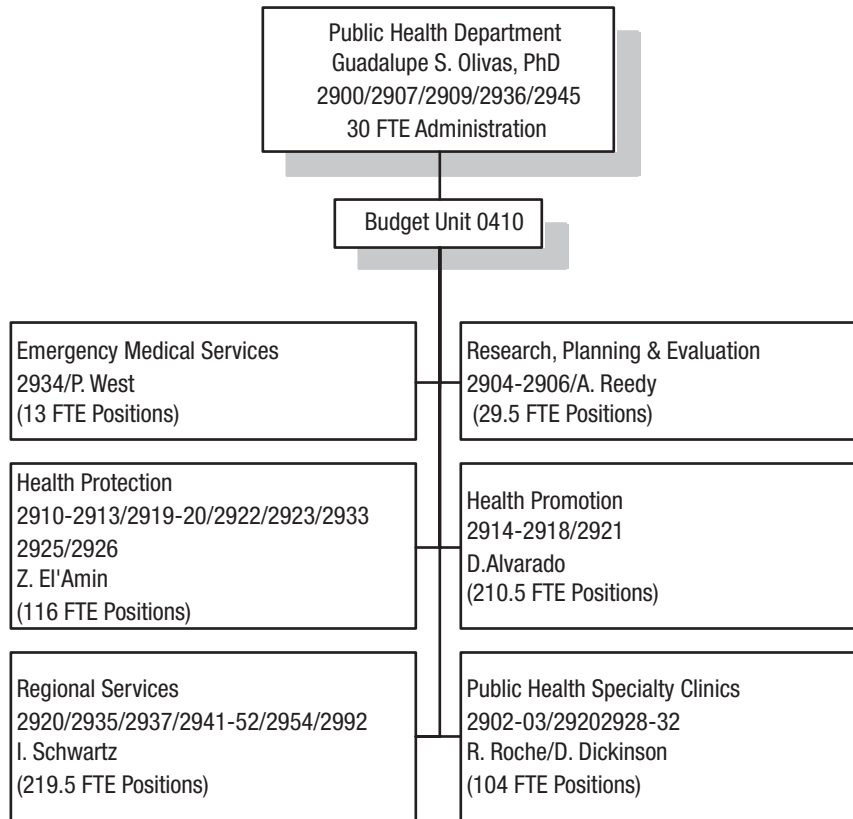 Public Health Department
Guadalupe S. Olivas, PhD
2900/2907/2909/2936/2945
30 FTE Administration
Budget Unit 0410
Emergency Medical Services
2934/P. West
(13 FTE Positions)
Research, Planning & Evaluation
2904-2906/A. Reedy
(29.5 FTE Positions)
Health Protection
2910-2913/2919-20/2922/2923/2933
2925/2926
Z. El'Amin
(116 FTE Positions)
Health Promotion
2914-2918/2921
D.Alvarado
(210.5 FTE Positions)
Regional Services
2920/2935/2937/2941-52/2954/2992
I. Schwartz
(219.5 FTE Positions)
Public Health Specialty Clinics
2902-03/29202928-32
R. Roche/D. Dickinson
(104 FTE Positions)